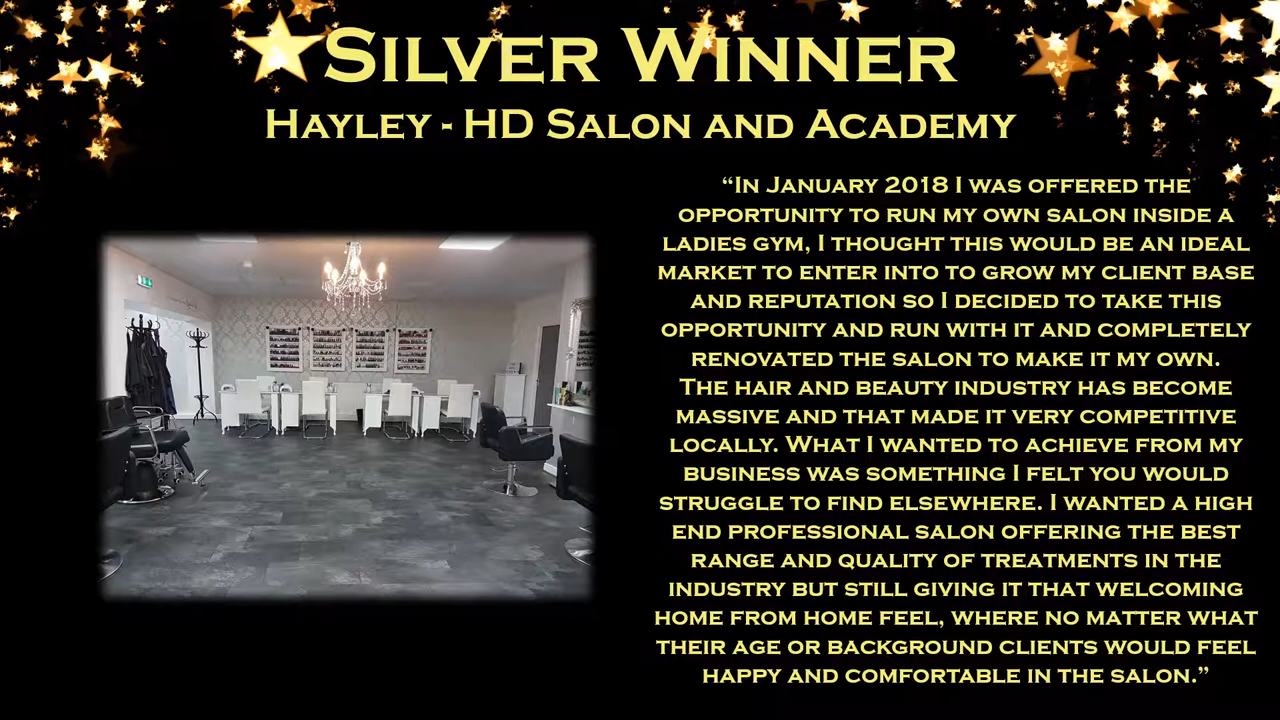 Silver Winner
Hayley - HD Salon and Academy
“In January 2018 I was offered the
opportunity to run my own salon inside a
ladies gym, I thought this would be an ideal
market to enter into to grow my client base
and reputation so I decided to take this
opportunity and run with it and completely
renovated the salon to make it my own.
The hair and beauty industry has become
massive and that made it very competitive
locally. What I wanted to achieve from my
business was something I felt you would
struggle to find elsewhere. I wanted a high
end professional salon offering the best
range and quality of treatments in the
industry but still giving it that welcoming
home from home feel, where no matter what
their age or background clients would feel
happy and comfortable in the salon.”